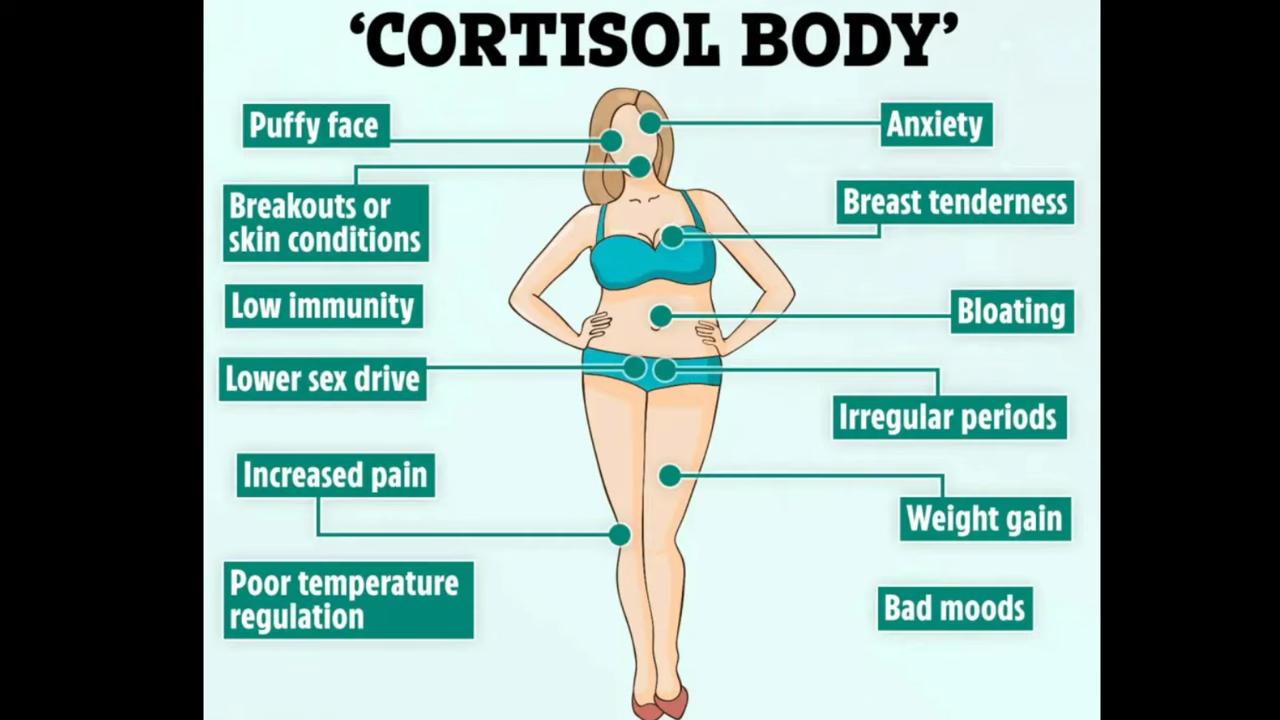 ‘CORTISOL BODY’
Puffy face
Breakouts or
skin conditions
Low immunity
Lower sex drive
Increased pain
Poor temperature
regulation
Anxiety
Breast tenderness
Bloating
Irregular periods
Weight gain
Bad moods